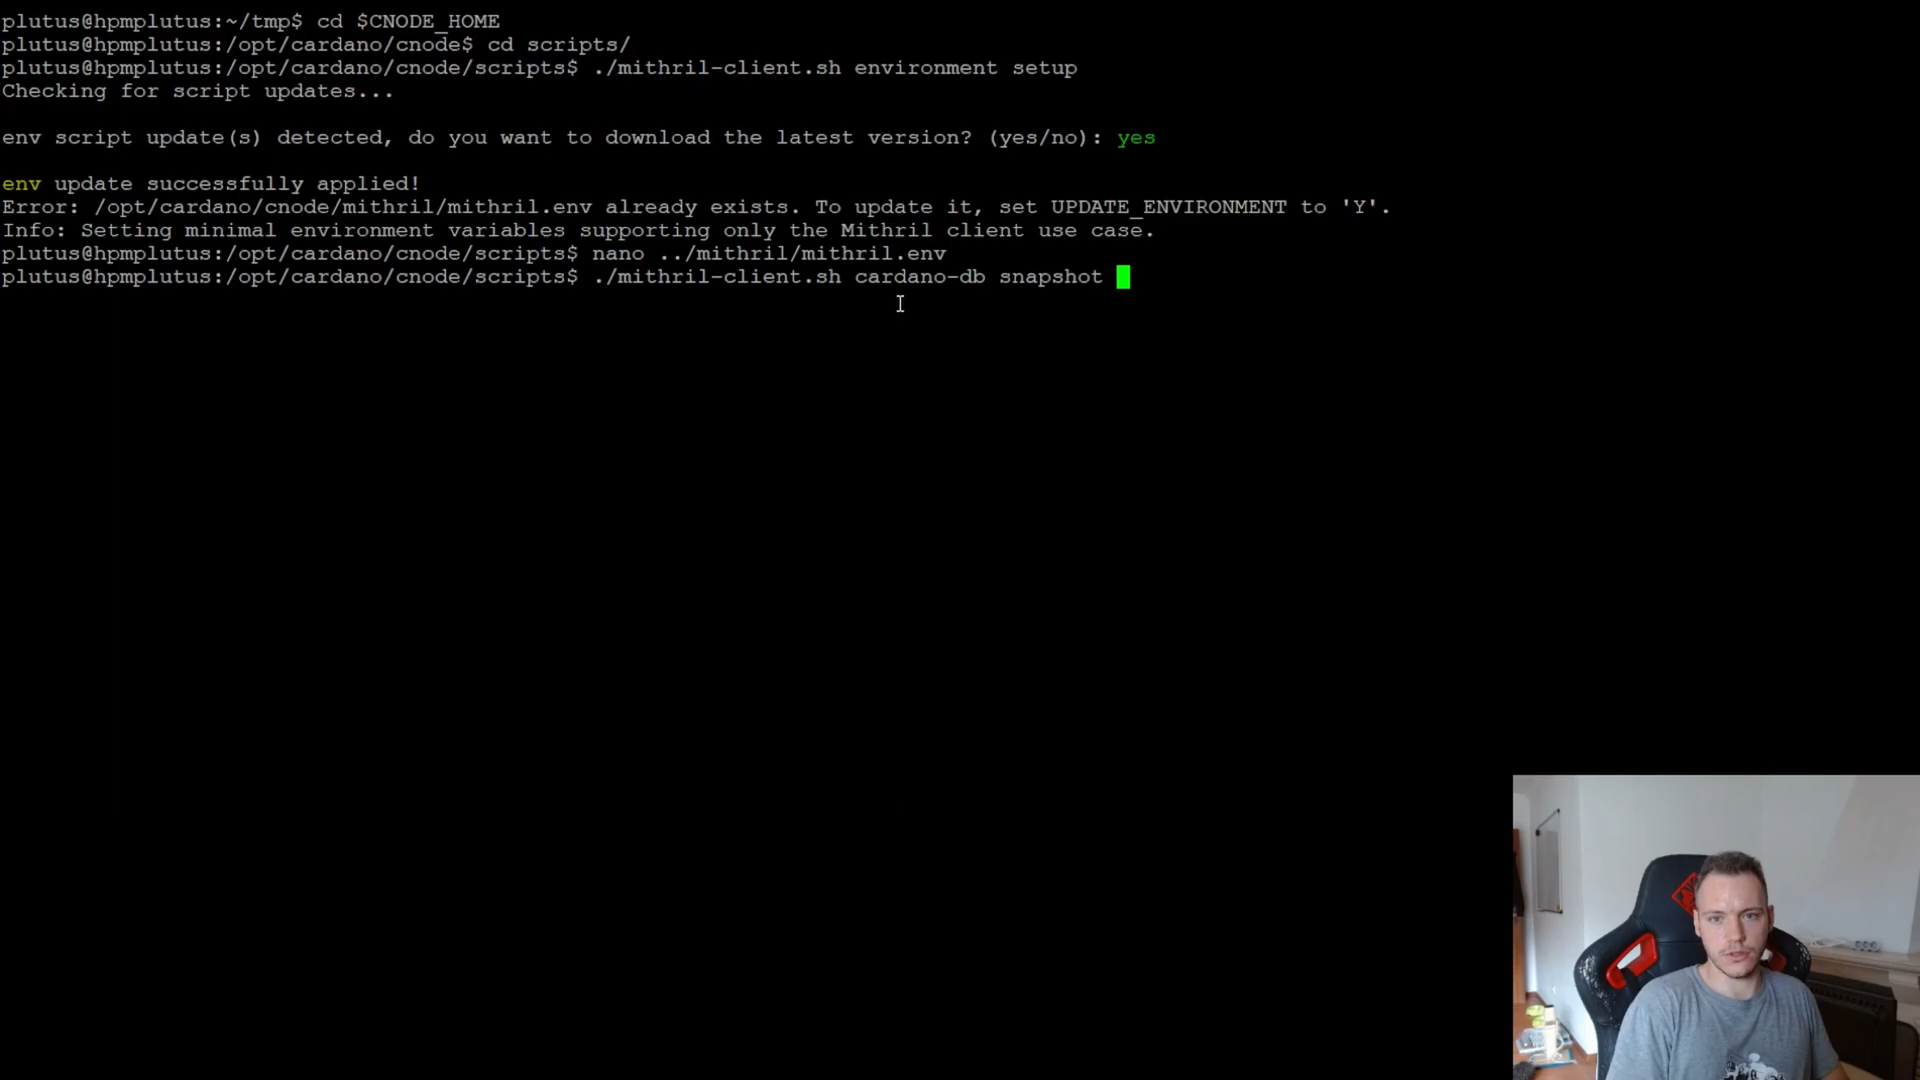 plutus@hpmplutus:~/tmp$ cd $CNODE_HOME
plutus@hpmplutus:/opt/cardano/cnode$ cd scripts/
plutus@hpmplutus:/opt/cardano/cnode/scripts$ ./mithril-client.sh environment setup
Checking for script updates...
env script update(s) detected, do you want to download the latest version? (yes/no): yes
env update successfully applied!
Error: /opt/cardano/cnode/mithril/mithril.env already exists. To update it, set UPDATE_ENVIRONMENT to 'Y'.
Info: Setting minimal environment variables supporting only the Mithril client use case.
plutus@hpmplutus:/opt/cardano/cnode/scripts$ nano ../mithril/mithril.env
plutus@hpmplutus:/opt/cardano/cnode/scripts$ ./mithril-client.sh cardano-db snapshot